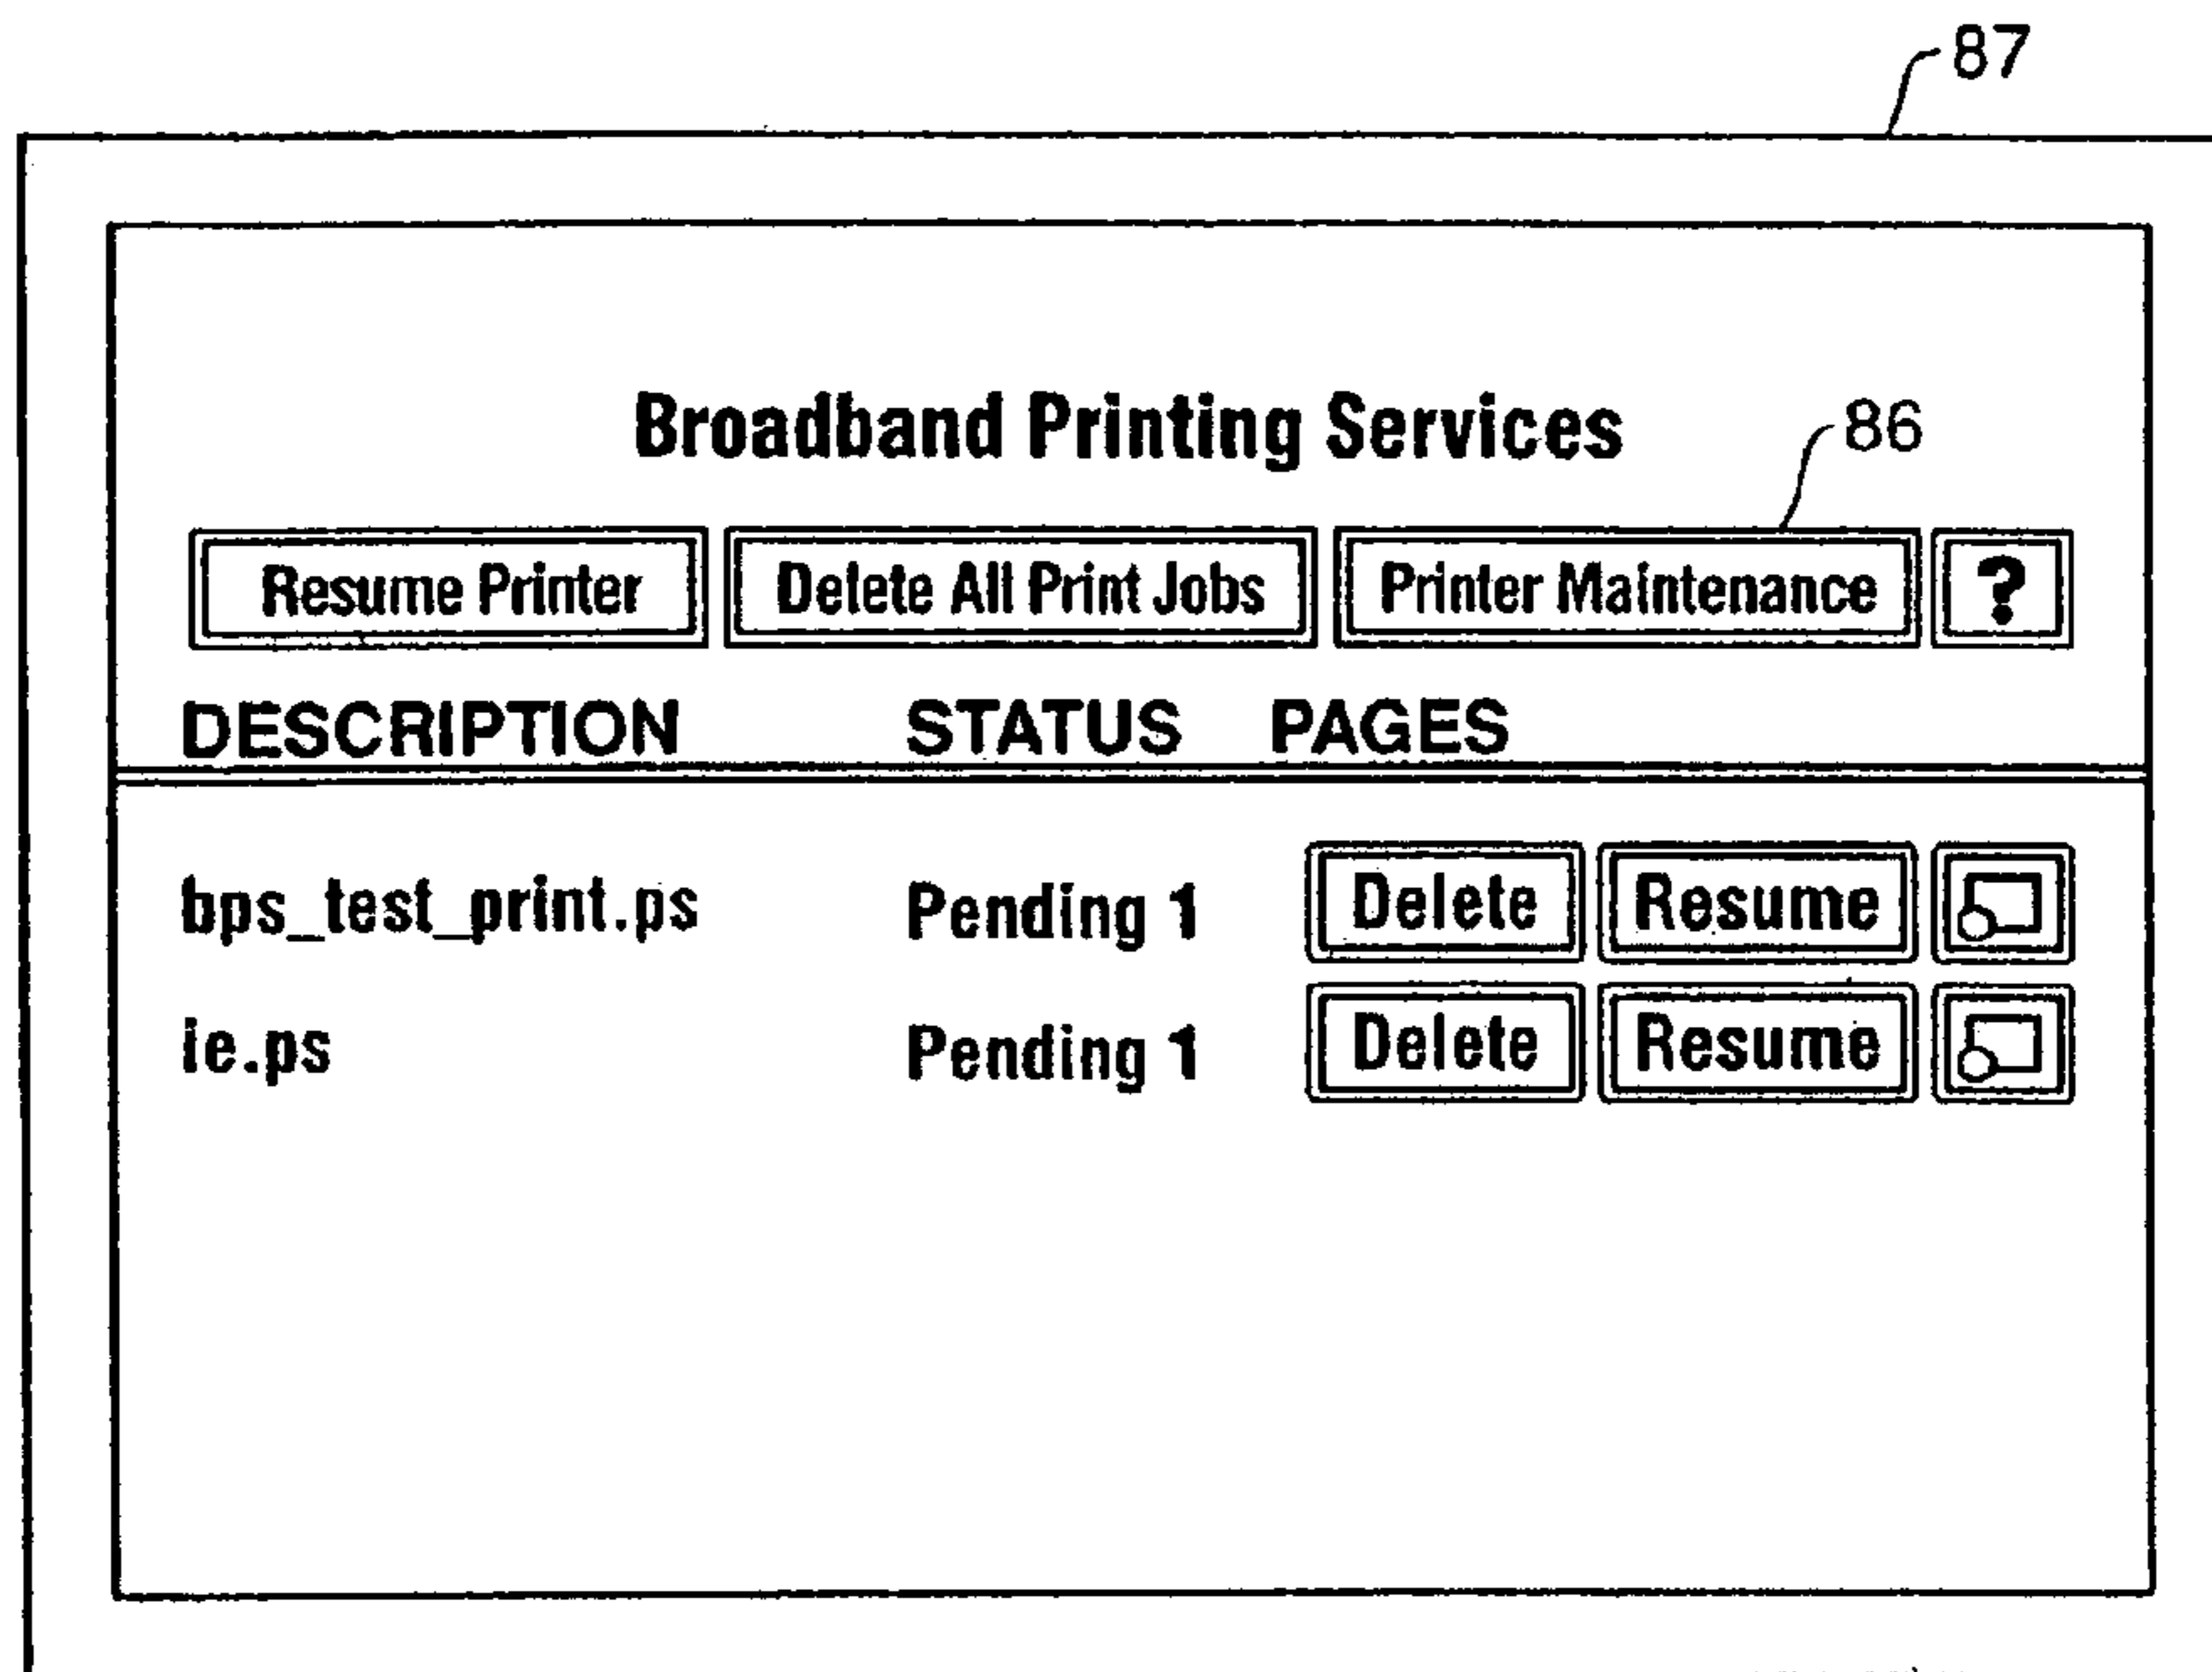 87
Broadband Printing Services
86
Resume Printer Delete All Print Jobs Printer Maintenance ?
DESCRIPTION STATUS PAGES
bps_test_print.ps Pending 1 Delete Resume
ie.ps Pending 1 Delete Resume